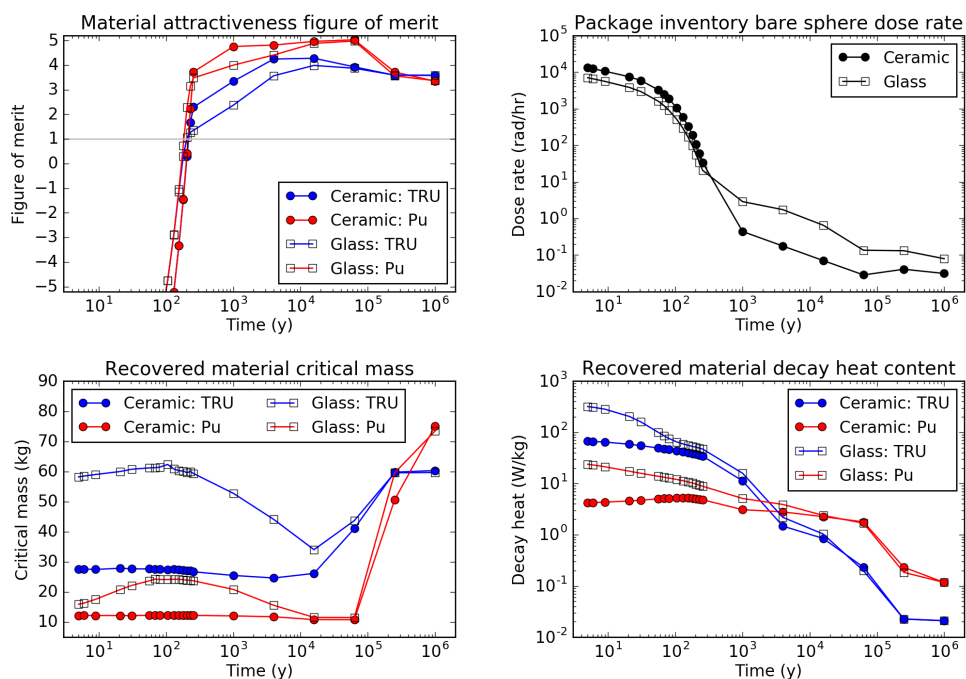 Material attractiveness figure of merit
Figure of merit
5
4
3
2
1
0
−1
−2
−3
−4
−5
Ceramic: TRU
Ceramic: Pu
Glass: TRU
Glass: Pu
10^1 10^2 10^3 10^4 10^5 10^6
Time (y)
Package inventory bare sphere dose rate
Dose rate (rad/hr)
10^5
10^4
10^3
10^2
10^1
10^0
10^-1
10^-2
Ceramic
Glass
10^1 10^2 10^3 10^4 10^5 10^6
Time (y)
Recovered material critical mass
Critical mass (kg)
90
80
70
60
50
40
30
20
10
Ceramic: TRU Glass: TRU
Ceramic: Pu Glass: Pu
10^1 10^2 10^3 10^4 10^5 10^6
Time (y)
Recovered material decay heat content
Decay heat (W/kg)
10^3
10^2
10^1
10^0
10^-1
10^-2
Ceramic: TRU
Ceramic: Pu
Glass: TRU
Glass: Pu
10^1 10^2 10^3 10^4 10^5 10^6
Time (y)